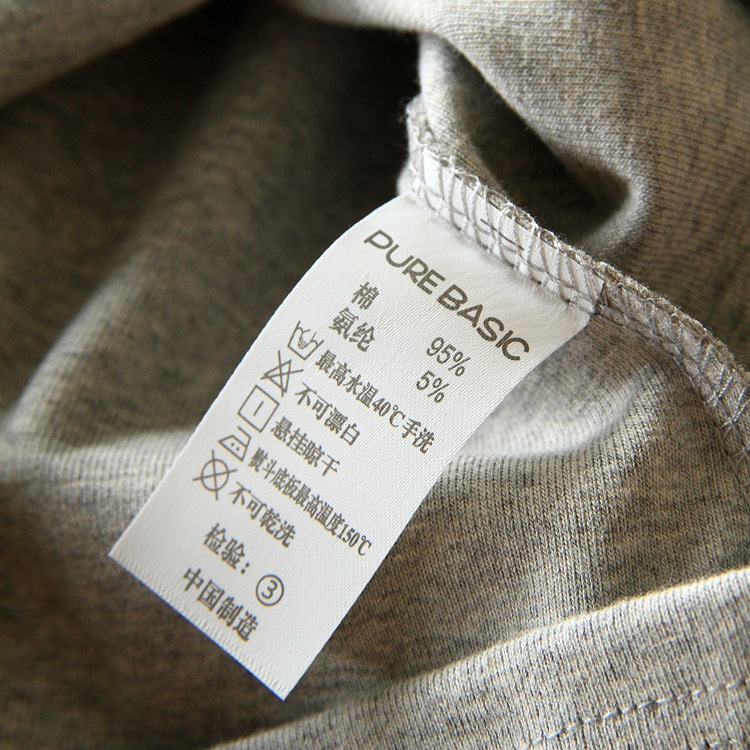 PURE BASIC
棉 95%
氨纶 5%
最高水温40℃手洗
不可漂白
悬挂晾干
熨斗底板最高温度150℃
不可乾洗
检验：③
中国制造